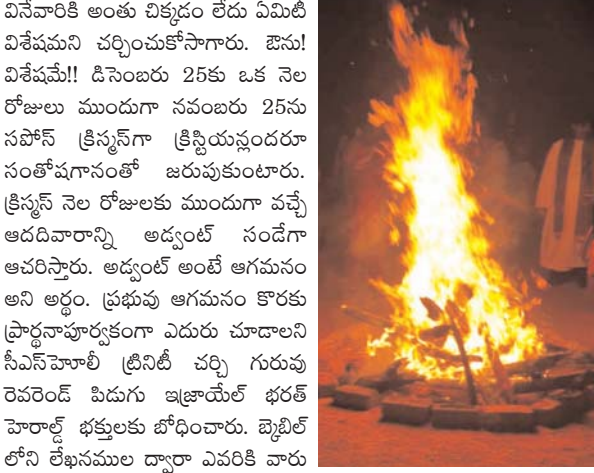 వినేవారికి అంతు చిక్కడం లేదు ఏమిటీ
విశేషమని చర్చించుకోసాగారు. ఔను!
విశేషమే!! డిసెంబరు 25కు ఒక నెల
రోజులు ముందుగా నవంబరు 25ను
సపోస్ క్రిస్మస్‌గా క్రిస్టియన్లందరూ
సంతోషగానంతో జరుపుకుంటారు.
క్రిస్మస్ నెల రోజులకు ముందుగా వచ్చే
ఆదదివారాన్ని అడ్వంట్ సండేగా
ఆచరిస్తారు. అడ్వంట్ అంటే ఆగమనం
అని అర్థం. ప్రభువు ఆగమనం కొరకు
ప్రార్థనాపూర్వకంగా ఎదురు చూడాలని
సీఎస్‌హెూలీ ట్రినిటీ చర్చి గురువు
రెవరెండ్ పిడుగు ఇజ్రాయేల్ భరత్
హెరాల్డ్ భక్తులకు బోధించారు. బ్కెబిల్
లోని లేఖనముల ద్వారా ఎవరికి వారు